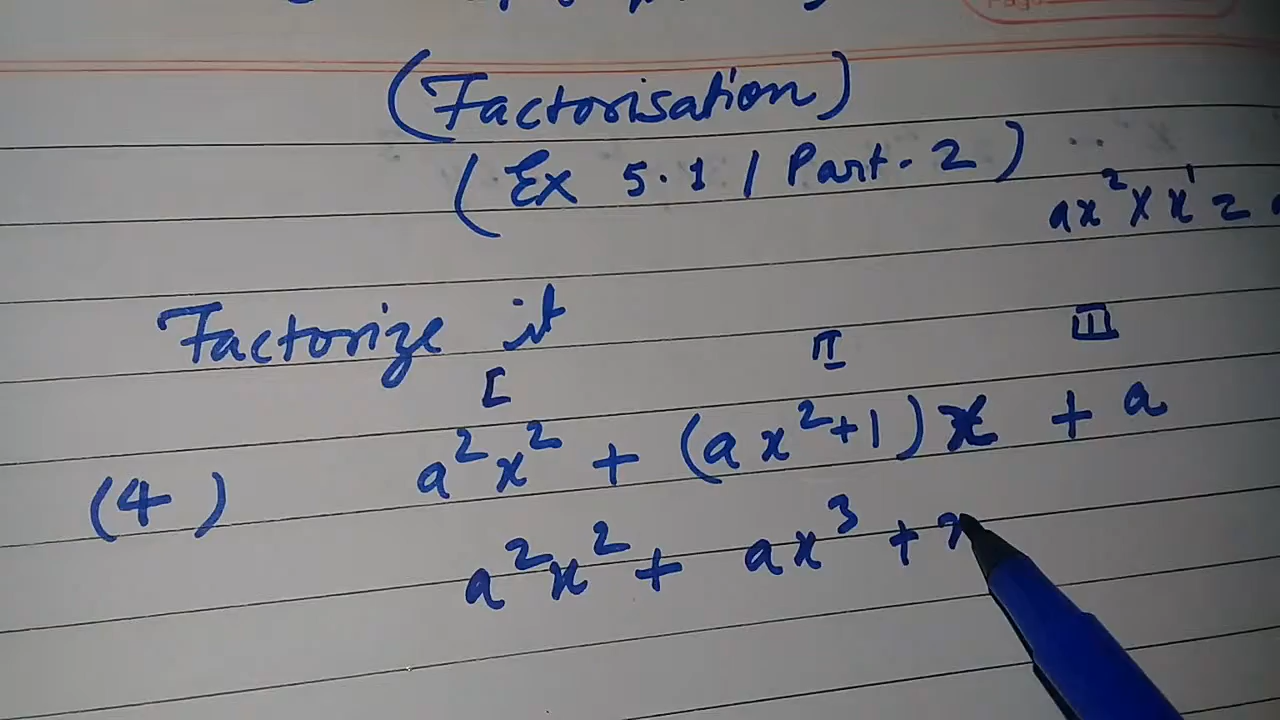 (Factorisation)
(Ex 5.1 / Part-2)
ax² × x¹ =
Factorize it
I II III
(4) a²x² + (ax²+1)x + a
a²x² + ax³ + x